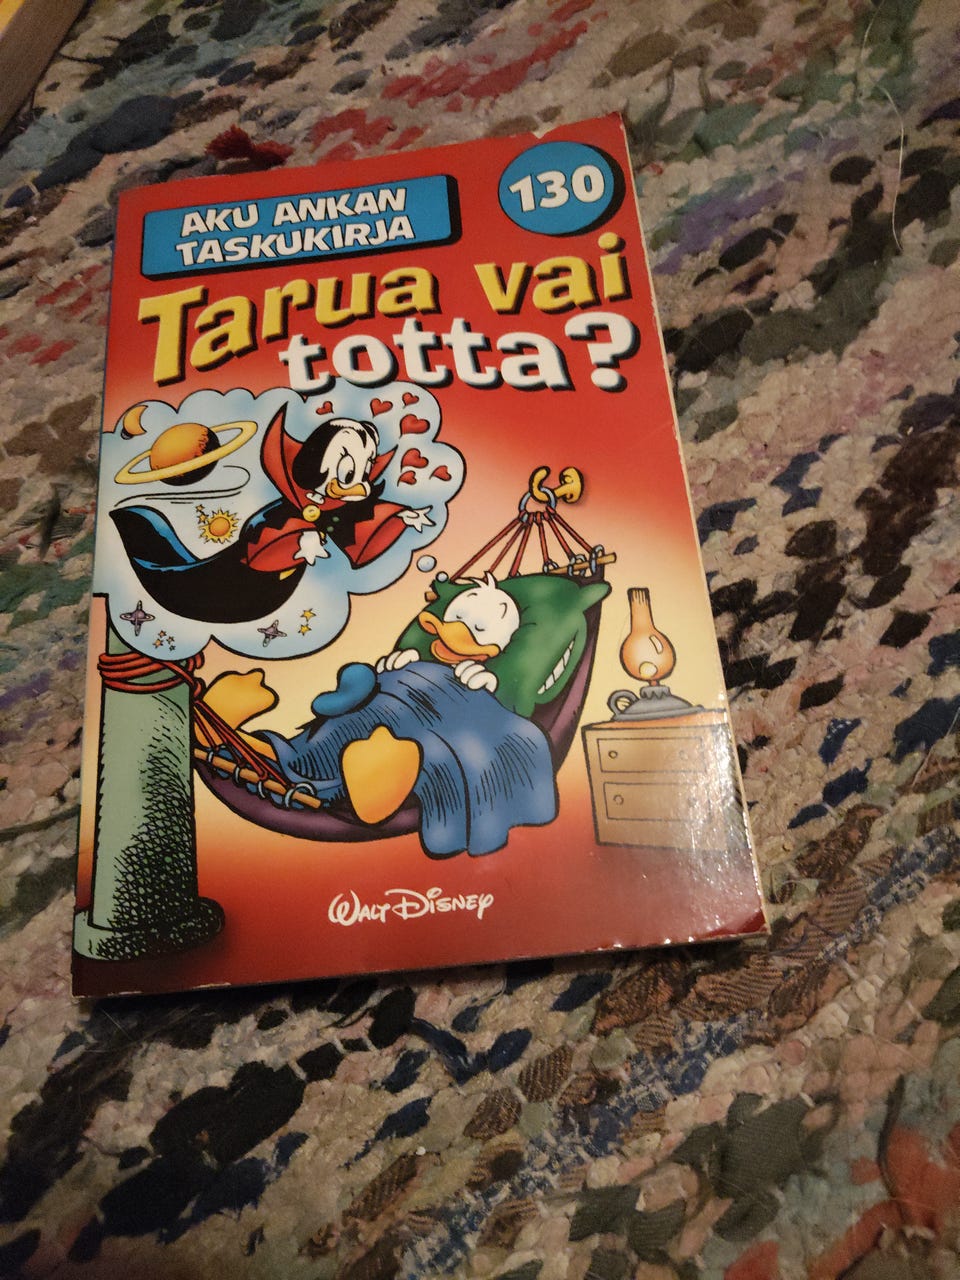 AKU ANKAN
TASKUKIRJA
130
Tarua vai
totta?
WALT DISNEY